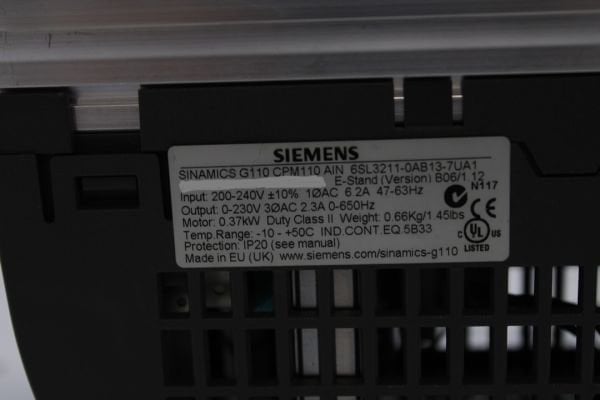 SIEMENS
SINAMICS G110 CPM110 AIN 6SL3211-0AB13-7UA1
E-Stand (Version) B06/1.12
Input: 200-240V ±10% 1ØAC 6.2A 47-63Hz
N117
Output: 0-230V 3ØAC 2.3A 0-650Hz
CE
Motor: 0.37kW Duty Class II Weight: 0.66Kg/1.45lbs
Temp.Range: -10 - +50C IND.CONT.EQ.5B33
c UL US
Protection: IP20 (see manual)
LISTED
Made in EU (UK) www.siemens.com/sinamics-g110